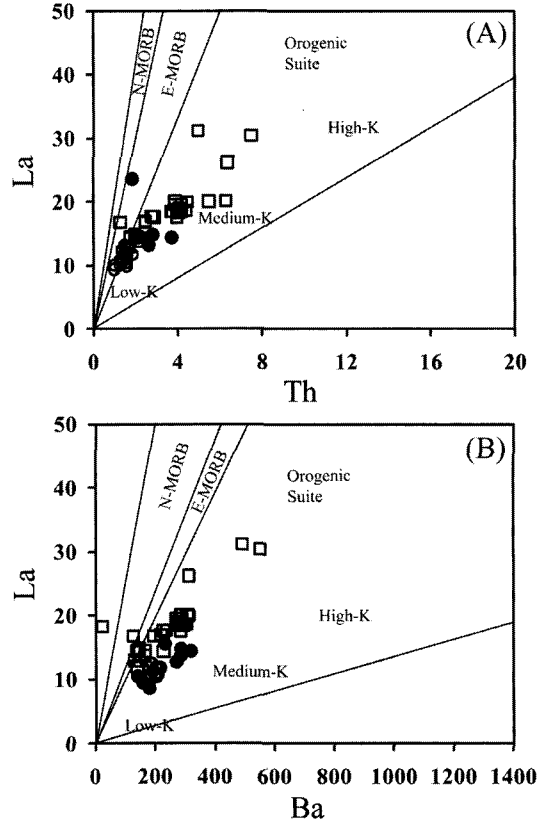 (A)
50
40
30
20
10
0
La
N-MORB
E-MORB
Orogenic
Suite
High-K
Medium-K
Low-K
0 4 8 12 16 20
Th
(B)
50
40
30
20
10
0
La
N-MORB
E-MORB
Orogenic
Suite
High-K
Medium-K
Low-K
0 200 400 600 800 1000 1200 1400
Ba